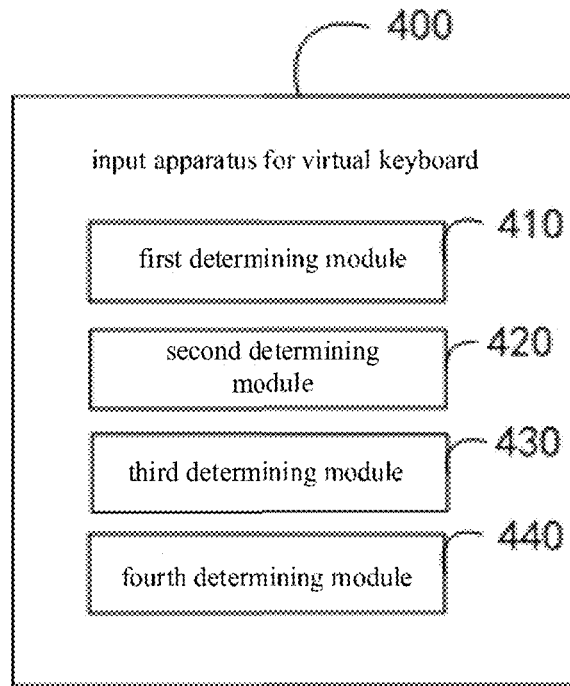 400
input apparatus for virtual keyboard
410
first determining module
420
second determining
module
430
third determining module
440
fourth determining module